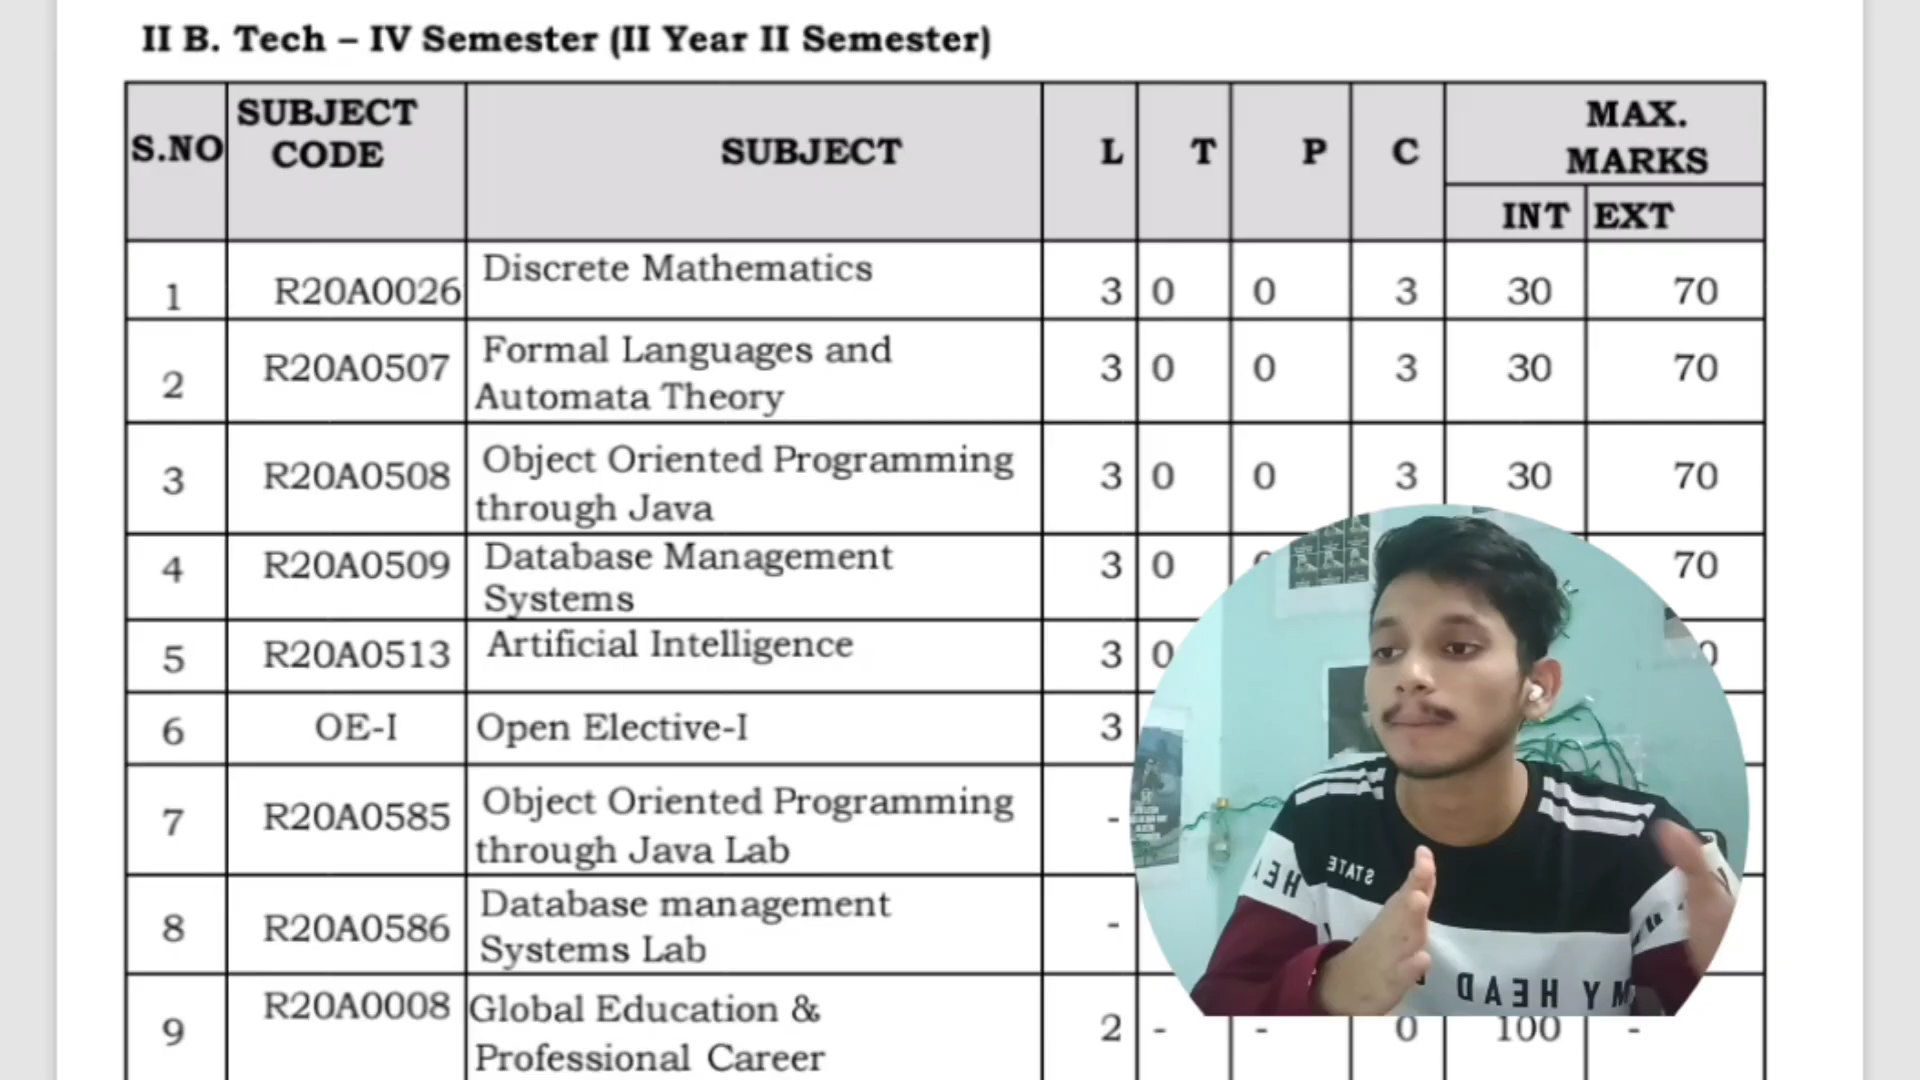 II B. Tech – IV Semester (II Year II Semester)
S.NO SUBJECT CODE SUBJECT L T P C MAX. MARKS
INT EXT
1 R20A0026 Discrete Mathematics 3 0 0 3 30 70
2 R20A0507 Formal Languages and Automata Theory 3 0 0 3 30 70
3 R20A0508 Object Oriented Programming through Java 3 0 0 3 30 70
4 R20A0509 Database Management Systems 3 0 70
5 R20A0513 Artificial Intelligence 3 0
6 OE-I Open Elective-I 3
7 R20A0585 Object Oriented Programming through Java Lab -
8 R20A0586 Database management Systems Lab -
9 R20A0008 Global Education & Professional Career 2 - - 0 100 -
STATE
MY HEAD